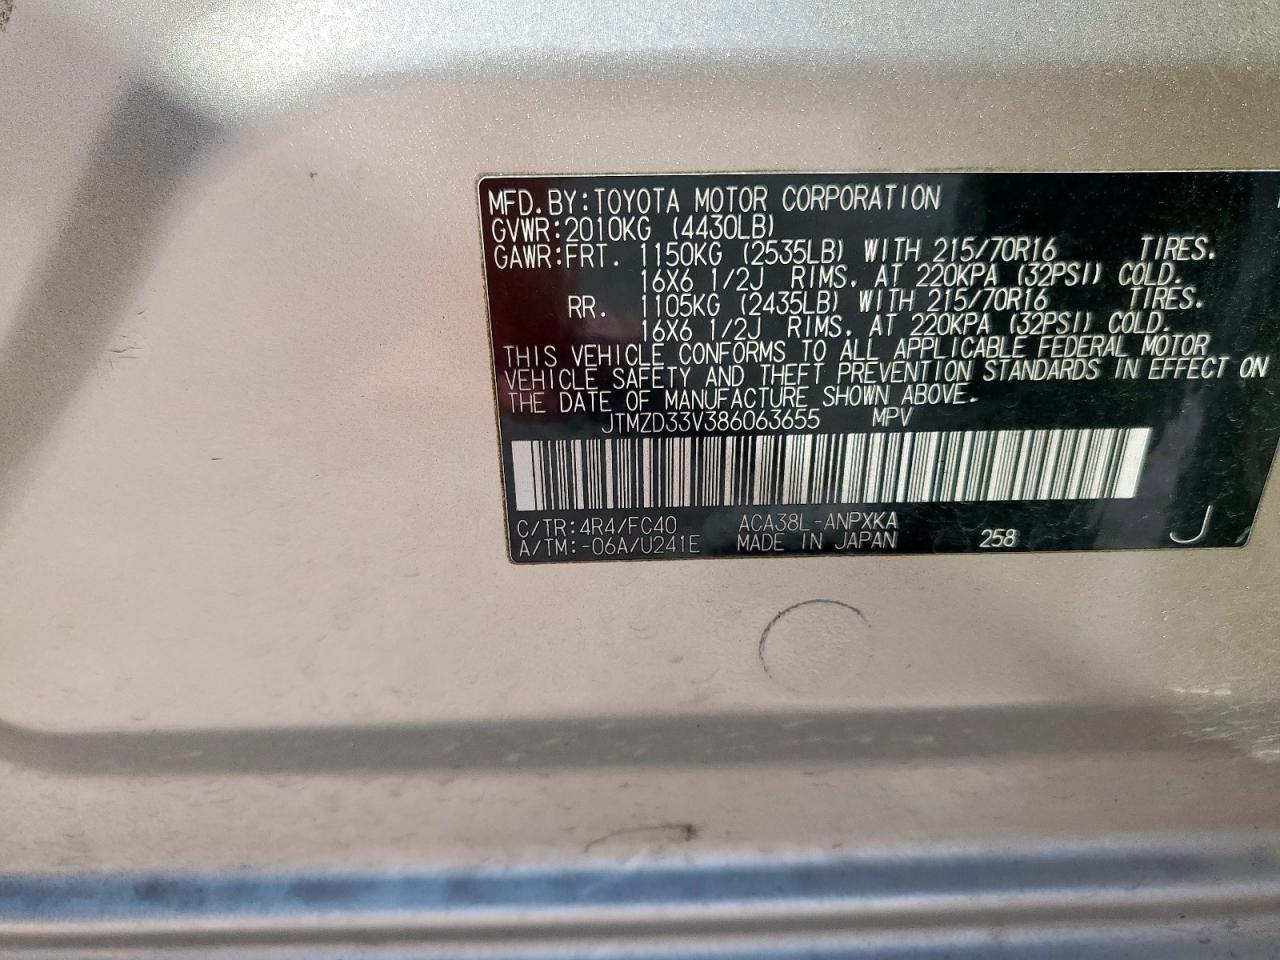 MFD. BY: TOYOTA MOTOR CORPORATION
GVWR: 2010KG (4430LB)
GAWR: FRT. 1150KG (2535LB) WITH 215/70R16 TIRES.
16X6 1/2J RIMS. AT 220KPA (32PSI) COLD.
RR. 1105KG (2435LB) WITH 215/70R16 TIRES.
16X6 1/2J RIMS. AT 220KPA (32PSI) COLD.
THIS VEHICLE CONFORMS TO ALL APPLICABLE FEDERAL MOTOR
VEHICLE SAFETY AND THEFT PREVENTION STANDARDS IN EFFECT ON
THE DATE OF MANUFACTURE SHOWN ABOVE.
JTMZD33V386063655 MPV
C/TR: 4R4/FC40 ACA38L-ANPXKA
A/TM: -06A/U241E MADE IN JAPAN 258 J